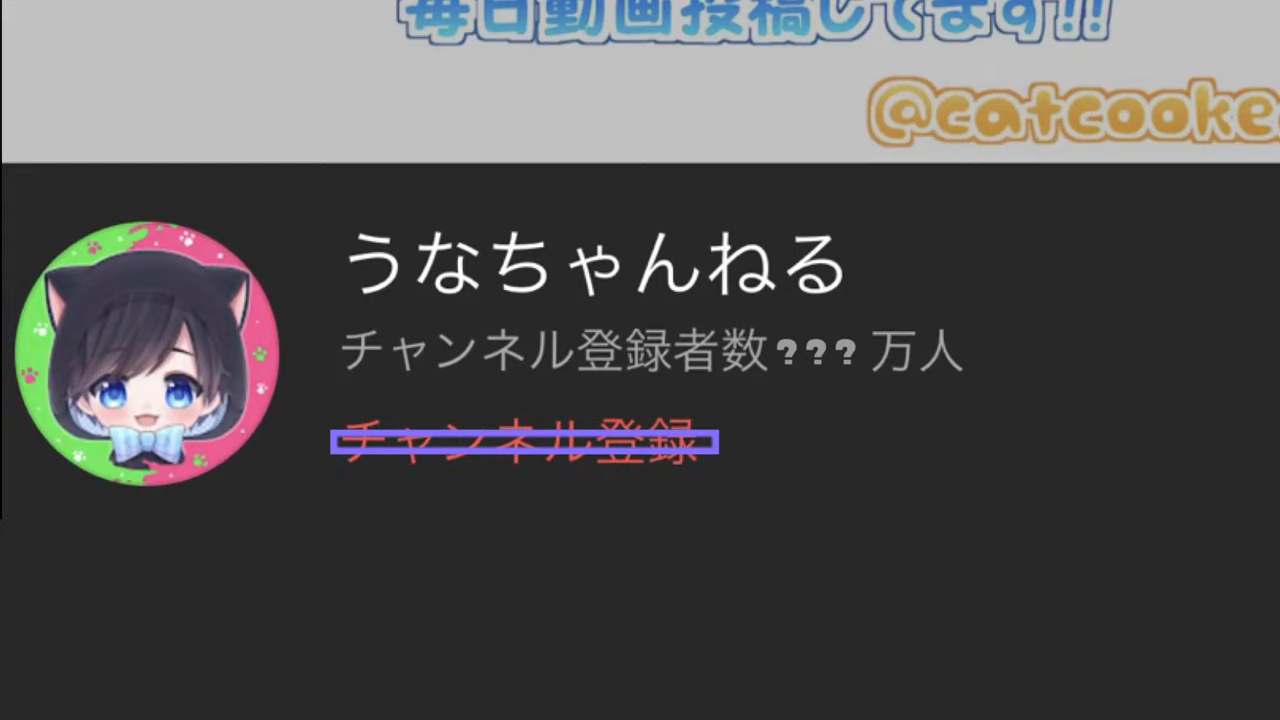 毎日動画投稿してます!!
@catcooke
うなちゃんねる
チャンネル登録者数??? 万人
チャンネル登録